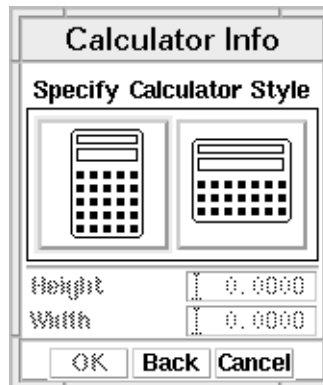 Calculator Info
Specify Calculator Style
Height 0.0000
Width 0.0000
OK Back Cancel